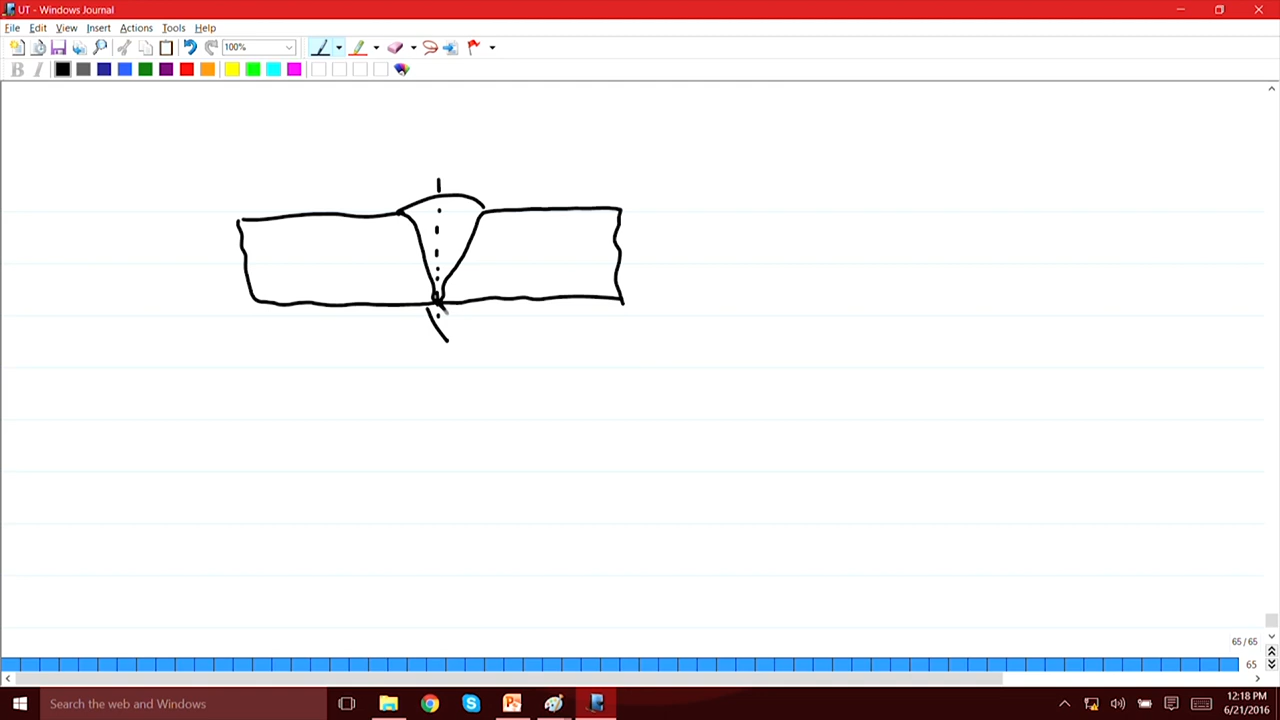 UT - Windows Journal
File Edit View Insert Actions Tools Help
100%
B I
65 / 65
65
Search the web and Windows
12:18 PM
6/21/2016